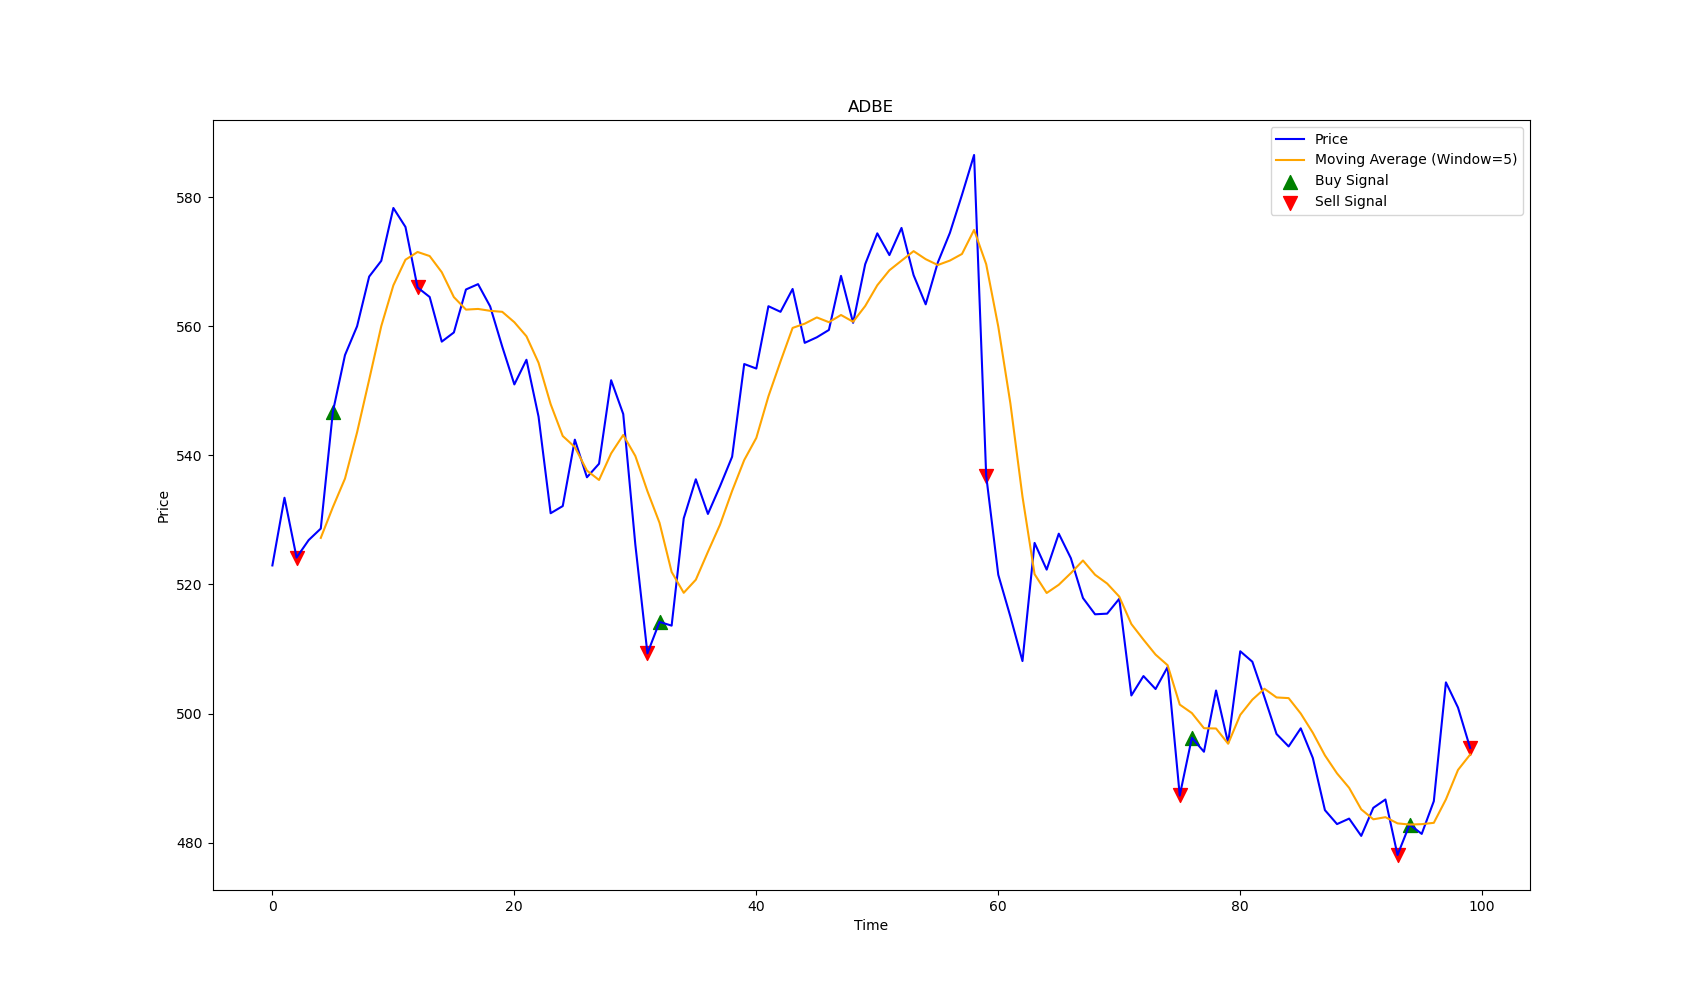 ADBE
Price
Moving Average (Window=5)
Buy Signal
Sell Signal
580
560
540
520
500
480
Price
0
20
40
60
80
100
Time